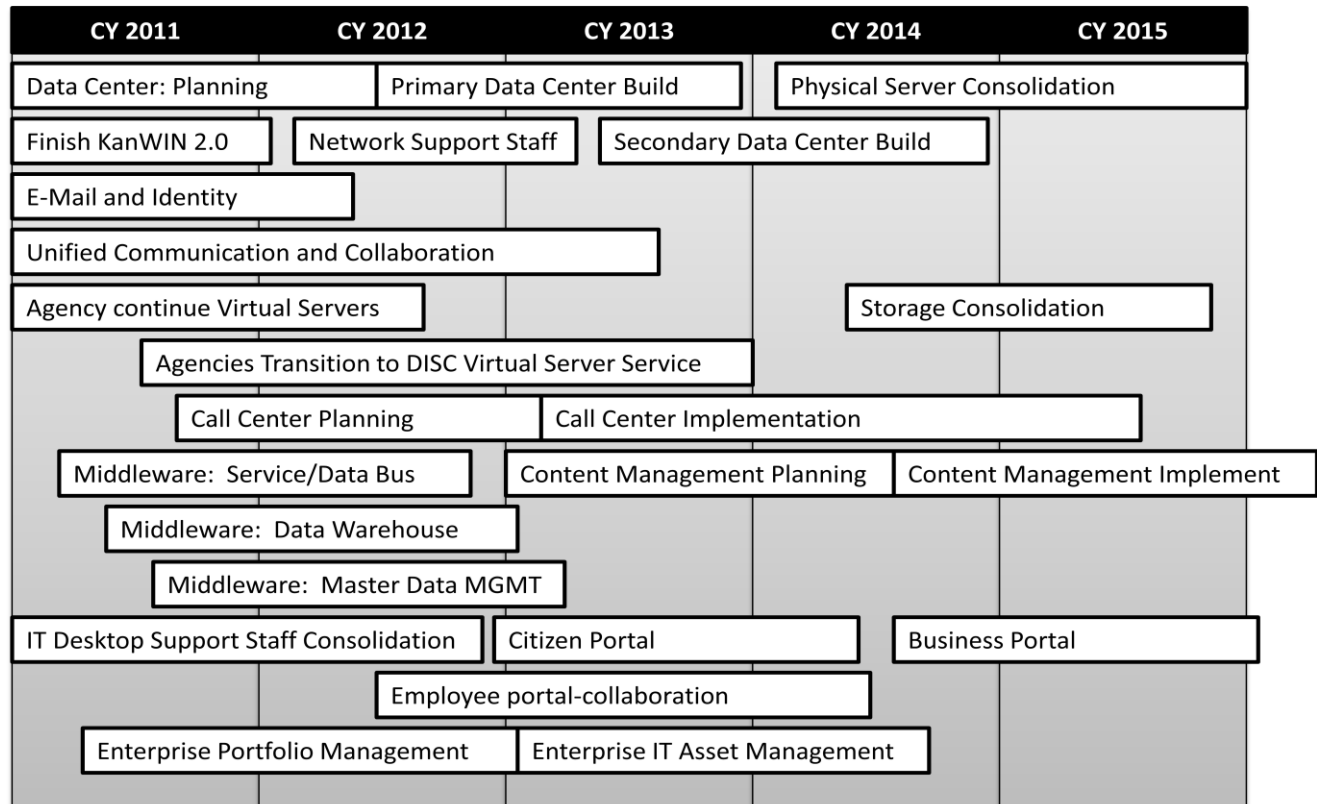 CY 2011 CY 2012 CY 2013 CY 2014 CY 2015
Data Center: Planning Primary Data Center Build Physical Server Consolidation
Finish KanWIN 2.0 Network Support Staff Secondary Data Center Build
E-Mail and Identity
Unified Communication and Collaboration
Agency continue Virtual Servers Storage Consolidation
Agencies Transition to DISC Virtual Server Service
Call Center Planning Call Center Implementation
Middleware: Service/Data Bus Content Management Planning Content Management Implement
Middleware: Data Warehouse
Middleware: Master Data MGMT
IT Desktop Support Staff Consolidation Citizen Portal Business Portal
Employee portal-collaboration
Enterprise Portfolio Management Enterprise IT Asset Management